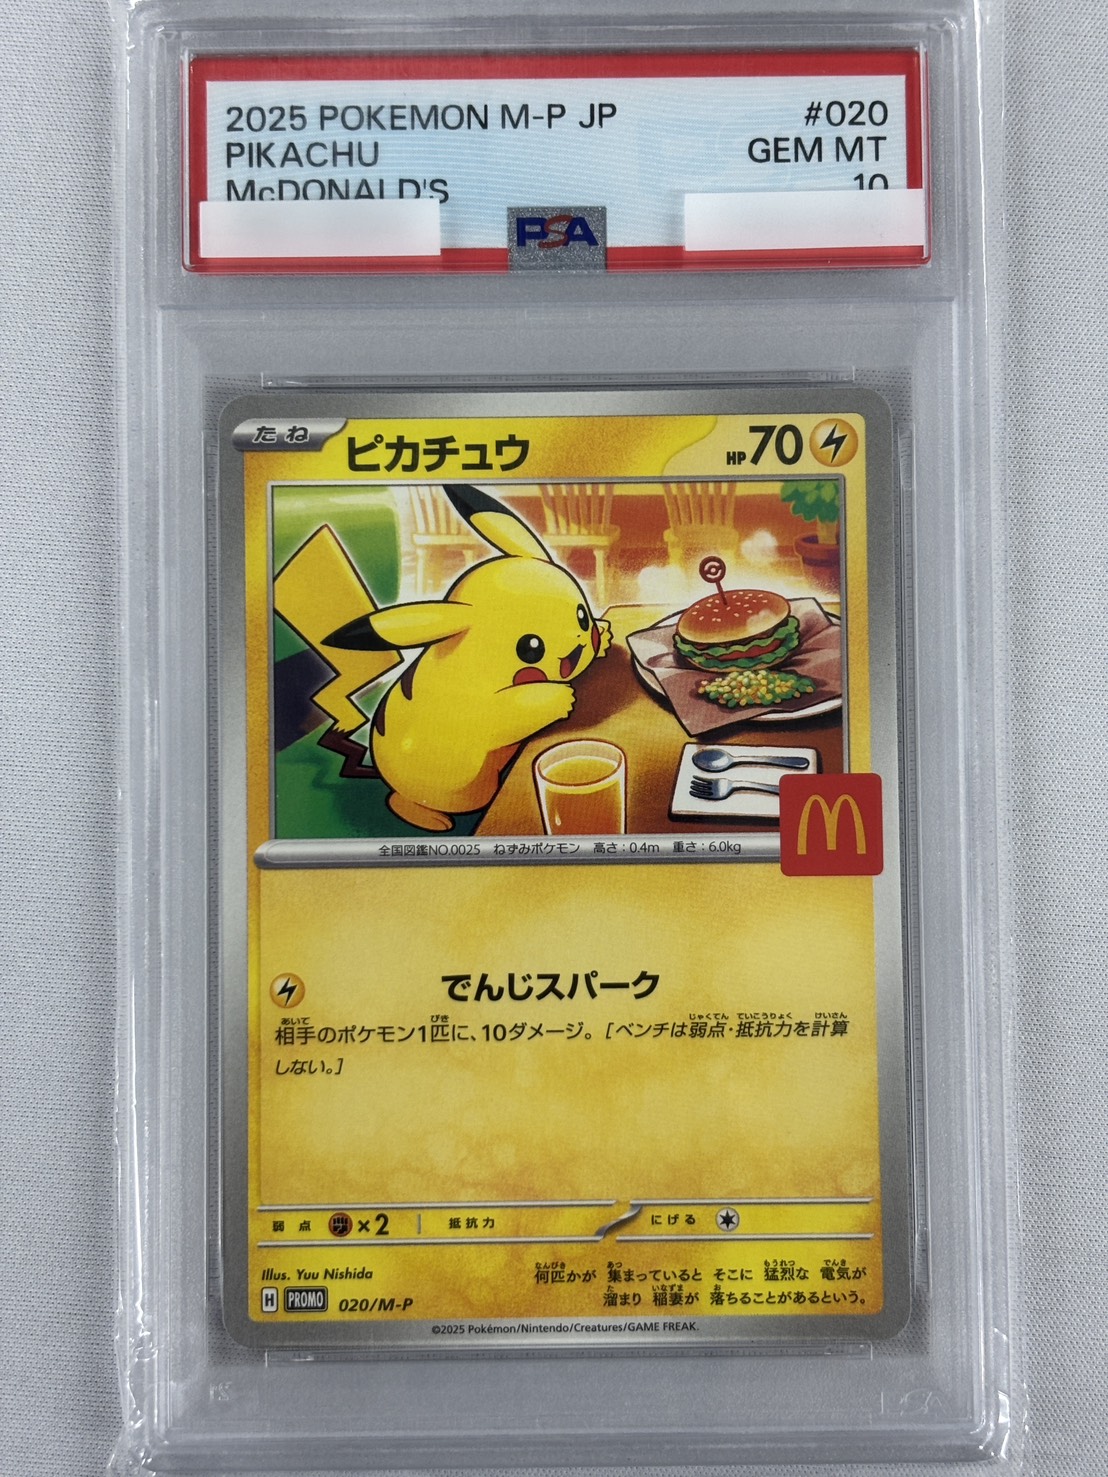 2025 POKEMON M-P JP
#020
PIKACHU
GEM MT
McDONALD'S
10
PSA
たね
ピカチュウ
HP 70
全国図鑑NO.0025 ねずみポケモン 高さ:0.4m 重さ:6.0kg
でんじスパーク
相手のポケモン1匹に、10ダメージ。[ベンチは弱点・抵抗力を計算
しない。]
弱点 ×2 抵抗力 にげる
Illus. Yuu Nishida
何匹かが 集まっていると そこに 猛烈な 電気が
溜まり 稲妻が 落ちることがあるという。
H PROMO 020/M-P
©2025 Pokémon/Nintendo/Creatures/GAME FREAK.